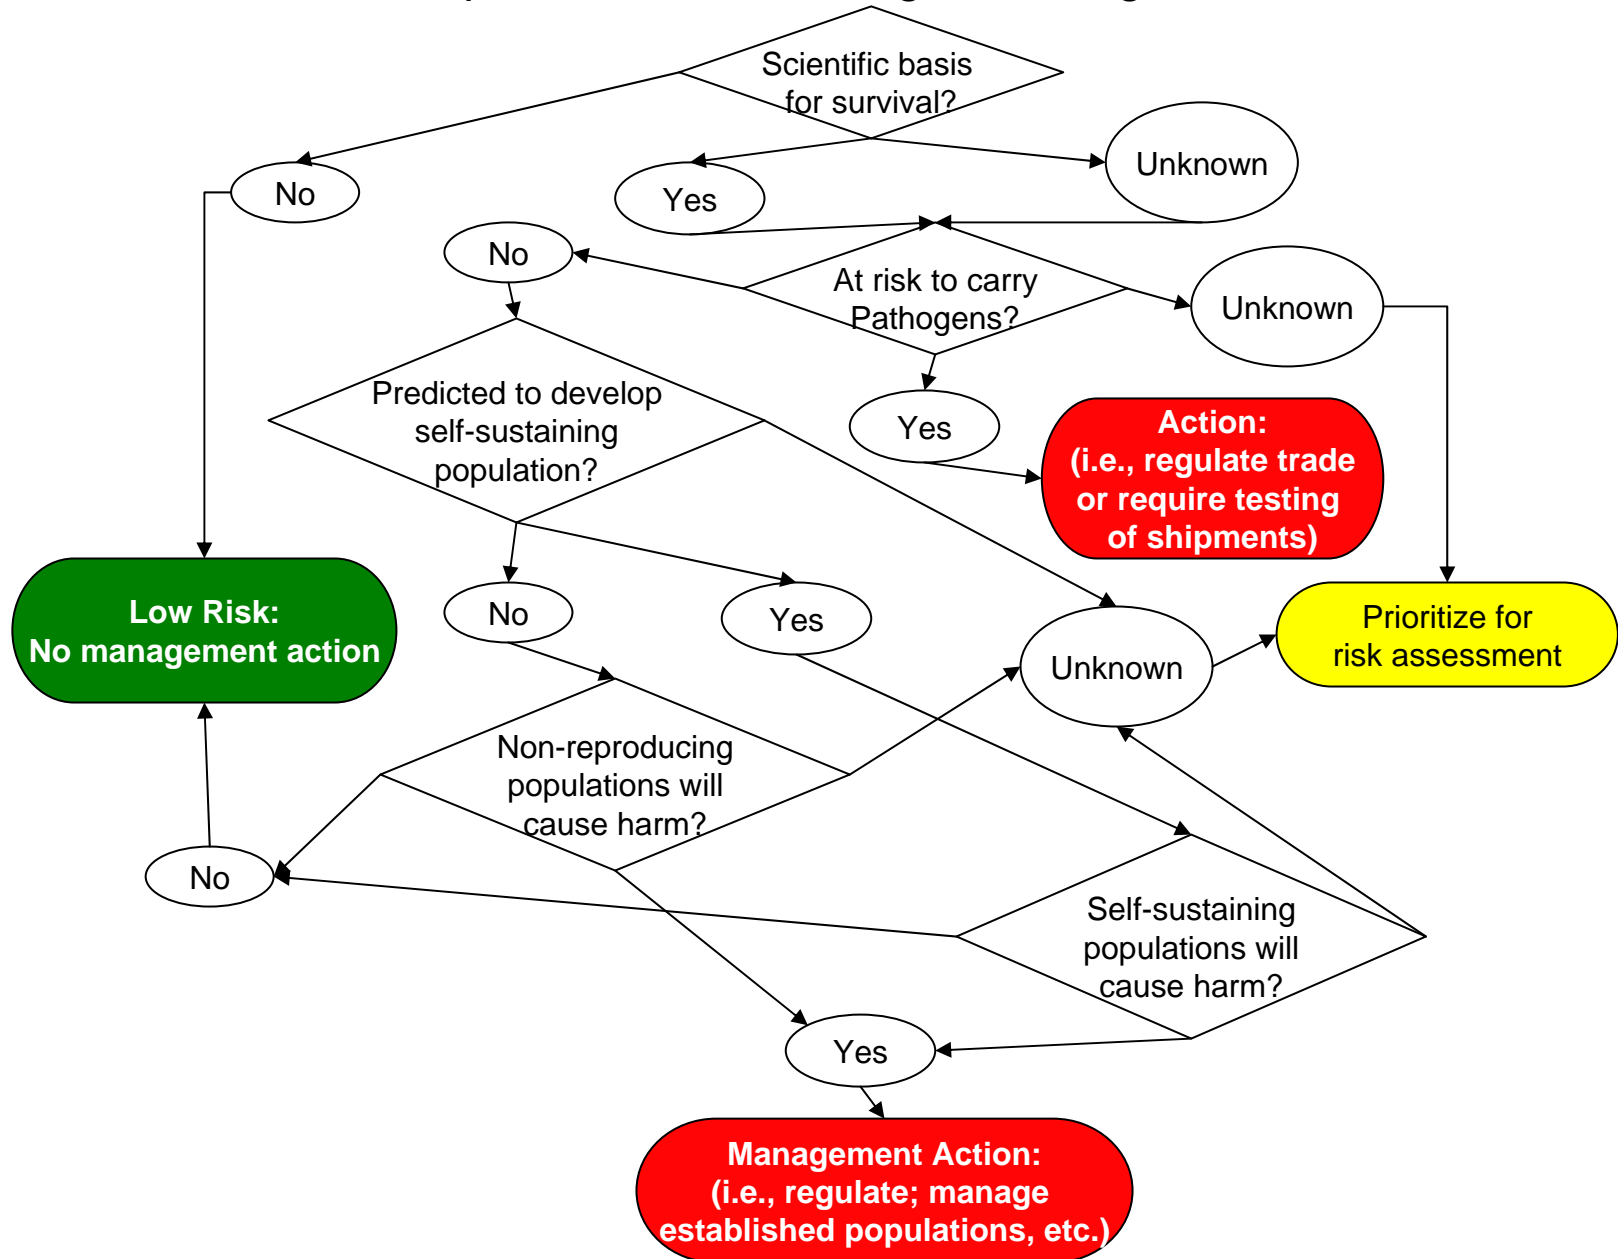 Scientific basis
for survival?
No
Yes
Unknown
No
At risk to carry
Pathogens?
Unknown
Predicted to develop
self-sustaining
population?
Yes
Action:
(i.e., regulate trade
or require testing
of shipments)
Low Risk:
No management action
No
Yes
Unknown
Prioritize for
risk assessment
Non-reproducing
populations will
cause harm?
No
Self-sustaining
populations will
cause harm?
Yes
Management Action:
(i.e., regulate; manage
established populations, etc.)